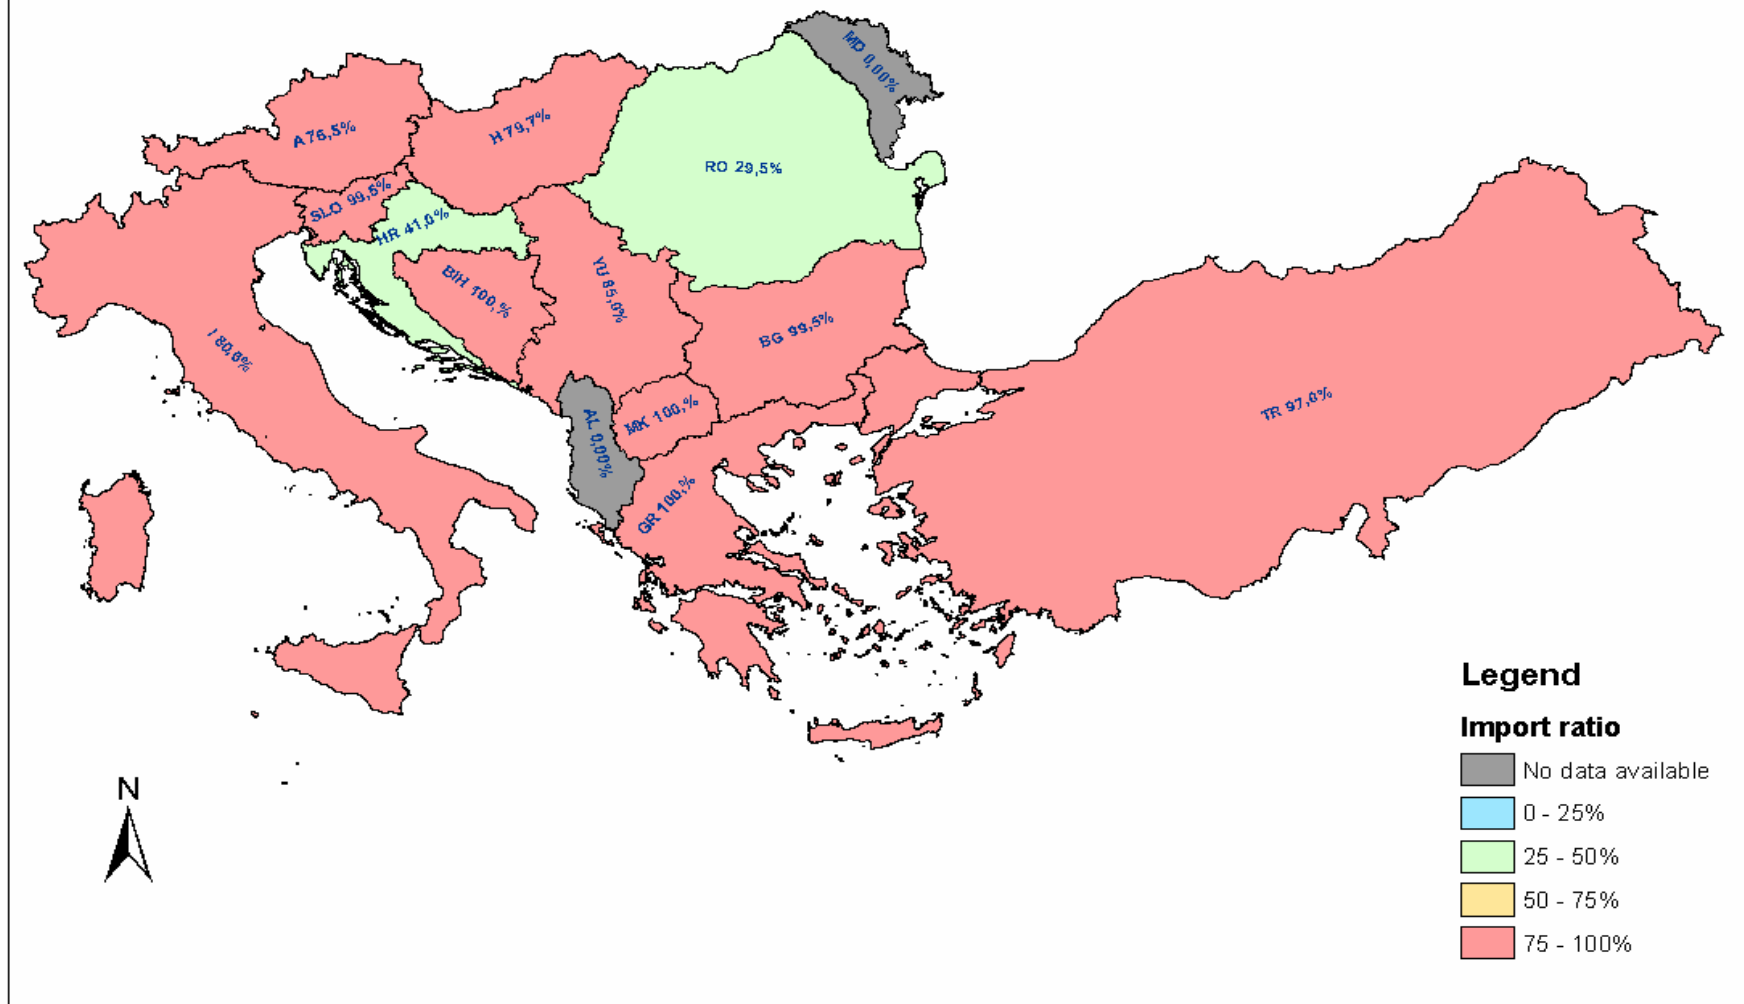 MD 0,00%
A 76,5%
H 79,7%
RO 29,5%
SLO 99,5%
HR 41,0%
BIH 100,%
YU 85,0%
I 80,6%
BG 99,5%
TR 97,6%
AL 0,00%
MK 100,%
GR 100,%
Legend
Import ratio
No data available
0 - 25%
25 - 50%
50 - 75%
75 - 100%
N